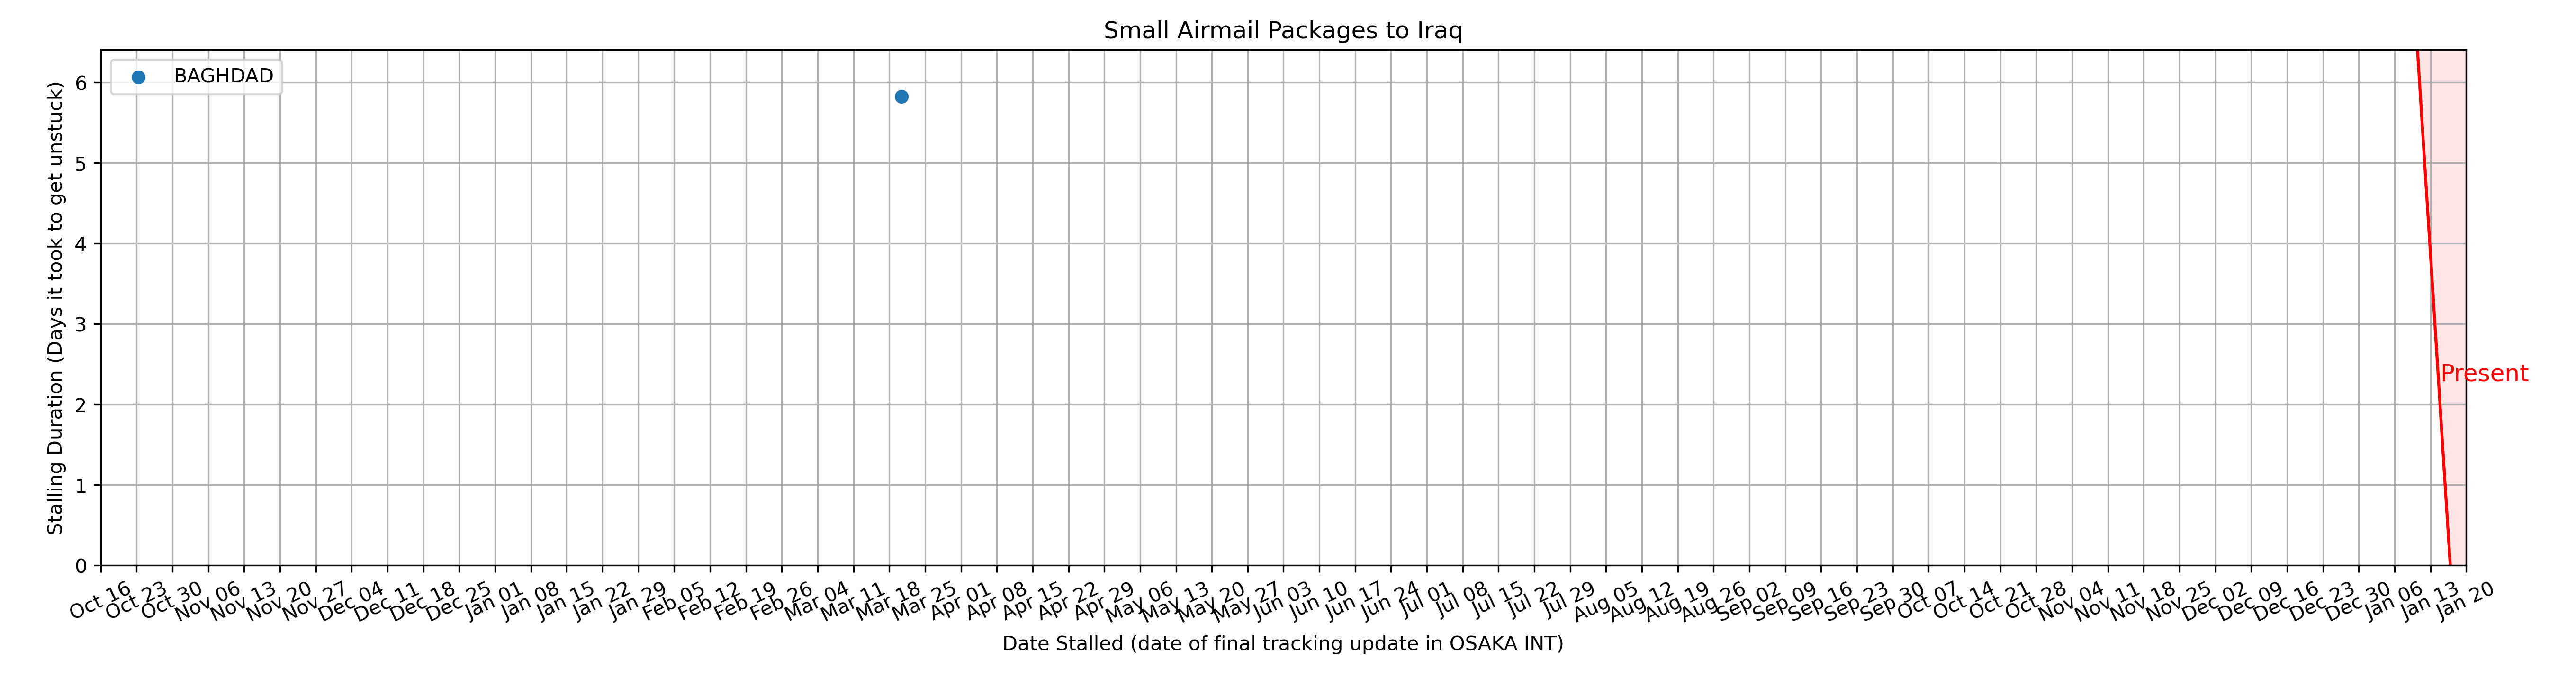 Small Airmail Packages to Iraq
BAGHDAD
Stalling Duration (Days it took to get unstuck)
6
5
4
3
2
1
0
Present
Oct 16 Oct 23 Oct 30 Nov 06 Nov 13 Nov 20 Nov 27 Dec 04 Dec 11 Dec 18 Dec 25 Jan 01 Jan 08 Jan 15 Jan 22 Jan 29 Feb 05 Feb 12 Feb 19 Feb 26 Mar 04 Mar 11 Mar 18 Mar 25 Apr 01 Apr 08 Apr 15 Apr 22 Apr 29 May 06 May 13 May 20 May 27 Jun 03 Jun 10 Jun 17 Jun 24 Jul 01 Jul 08 Jul 15 Jul 22 Jul 29 Aug 05 Aug 12 Aug 19 Aug 26 Sep 02 Sep 09 Sep 16 Sep 23 Sep 30 Oct 07 Oct 14 Oct 21 Oct 28 Nov 04 Nov 11 Nov 18 Nov 25 Dec 02 Dec 09 Dec 16 Dec 23 Dec 30 Jan 06 Jan 13 Jan 20
Date Stalled (date of final tracking update in OSAKA INT)